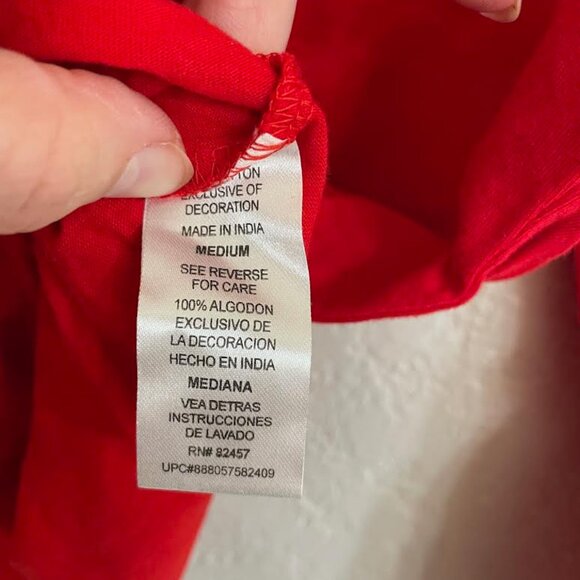 EXCLUSIVE OF
DECORATION
MADE IN INDIA
MEDIUM
SEE REVERSE
FOR CARE
100% ALGODON
EXCLUSIVO DE
LA DECORACION
HECHO EN INDIA
MEDIANA
VEA DETRAS
INSTRUCCIONES
DE LAVADO
RN# 82457
UPC#888057582409